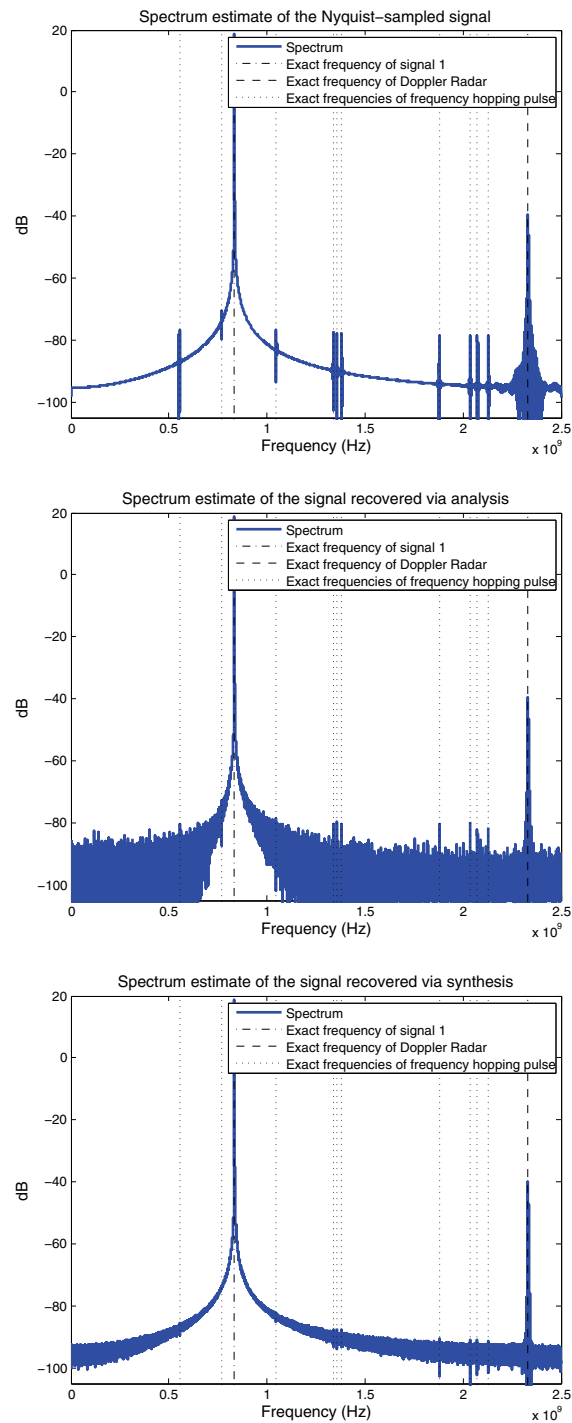 Spectrum estimate of the Nyquist−sampled signal
20
0
−20
−40
−60
−80
−100
dB
Spectrum
Exact frequency of signal 1
Exact frequency of Doppler Radar
Exact frequencies of frequency hopping pulse
0 0.5 1 1.5 2 2.5
Frequency (Hz)
x 10^9
Spectrum estimate of the signal recovered via analysis
20
0
−20
−40
−60
−80
−100
dB
Spectrum
Exact frequency of signal 1
Exact frequency of Doppler Radar
Exact frequencies of frequency hopping pulse
0 0.5 1 1.5 2 2.5
Frequency (Hz)
x 10^9
Spectrum estimate of the signal recovered via synthesis
20
0
−20
−40
−60
−80
−100
dB
Spectrum
Exact frequency of signal 1
Exact frequency of Doppler Radar
Exact frequencies of frequency hopping pulse
0 0.5 1 1.5 2 2.5
Frequency (Hz)
x 10^9